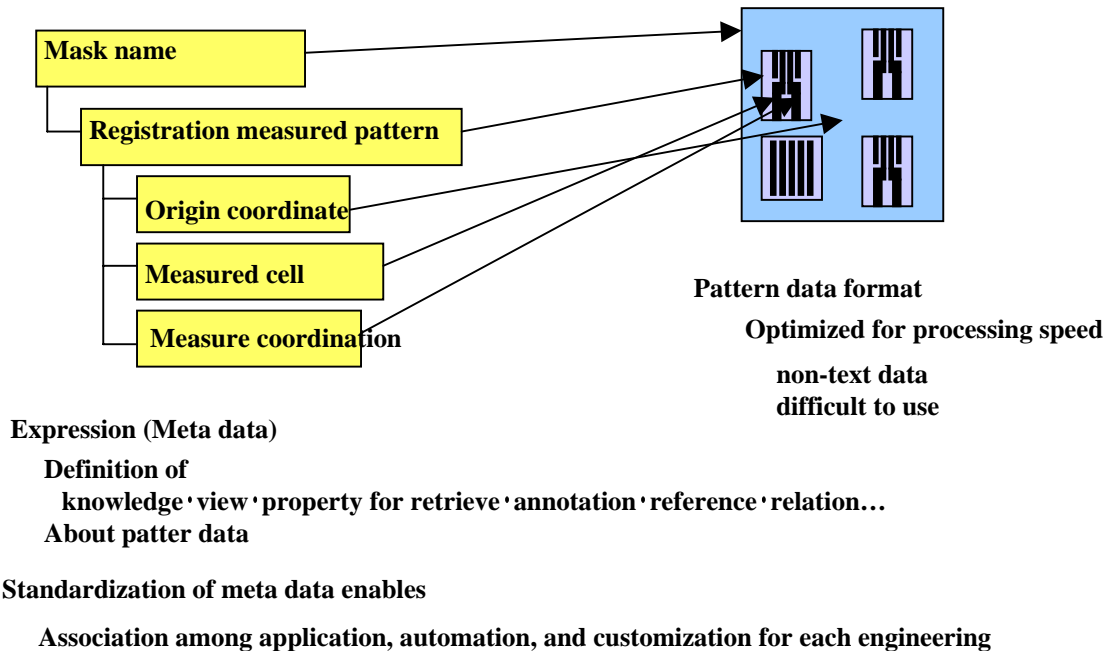 Mask name
Registration measured pattern
Origin coordinate
Measured cell
Measure coordination
Pattern data format
Optimized for processing speed
non-text data
difficult to use
Expression (Meta data)
Definition of
knowledge・view・property for retrieve・annotation・reference・relation…
About patter data
Standardization of meta data enables
Association among application, automation, and customization for each engineering